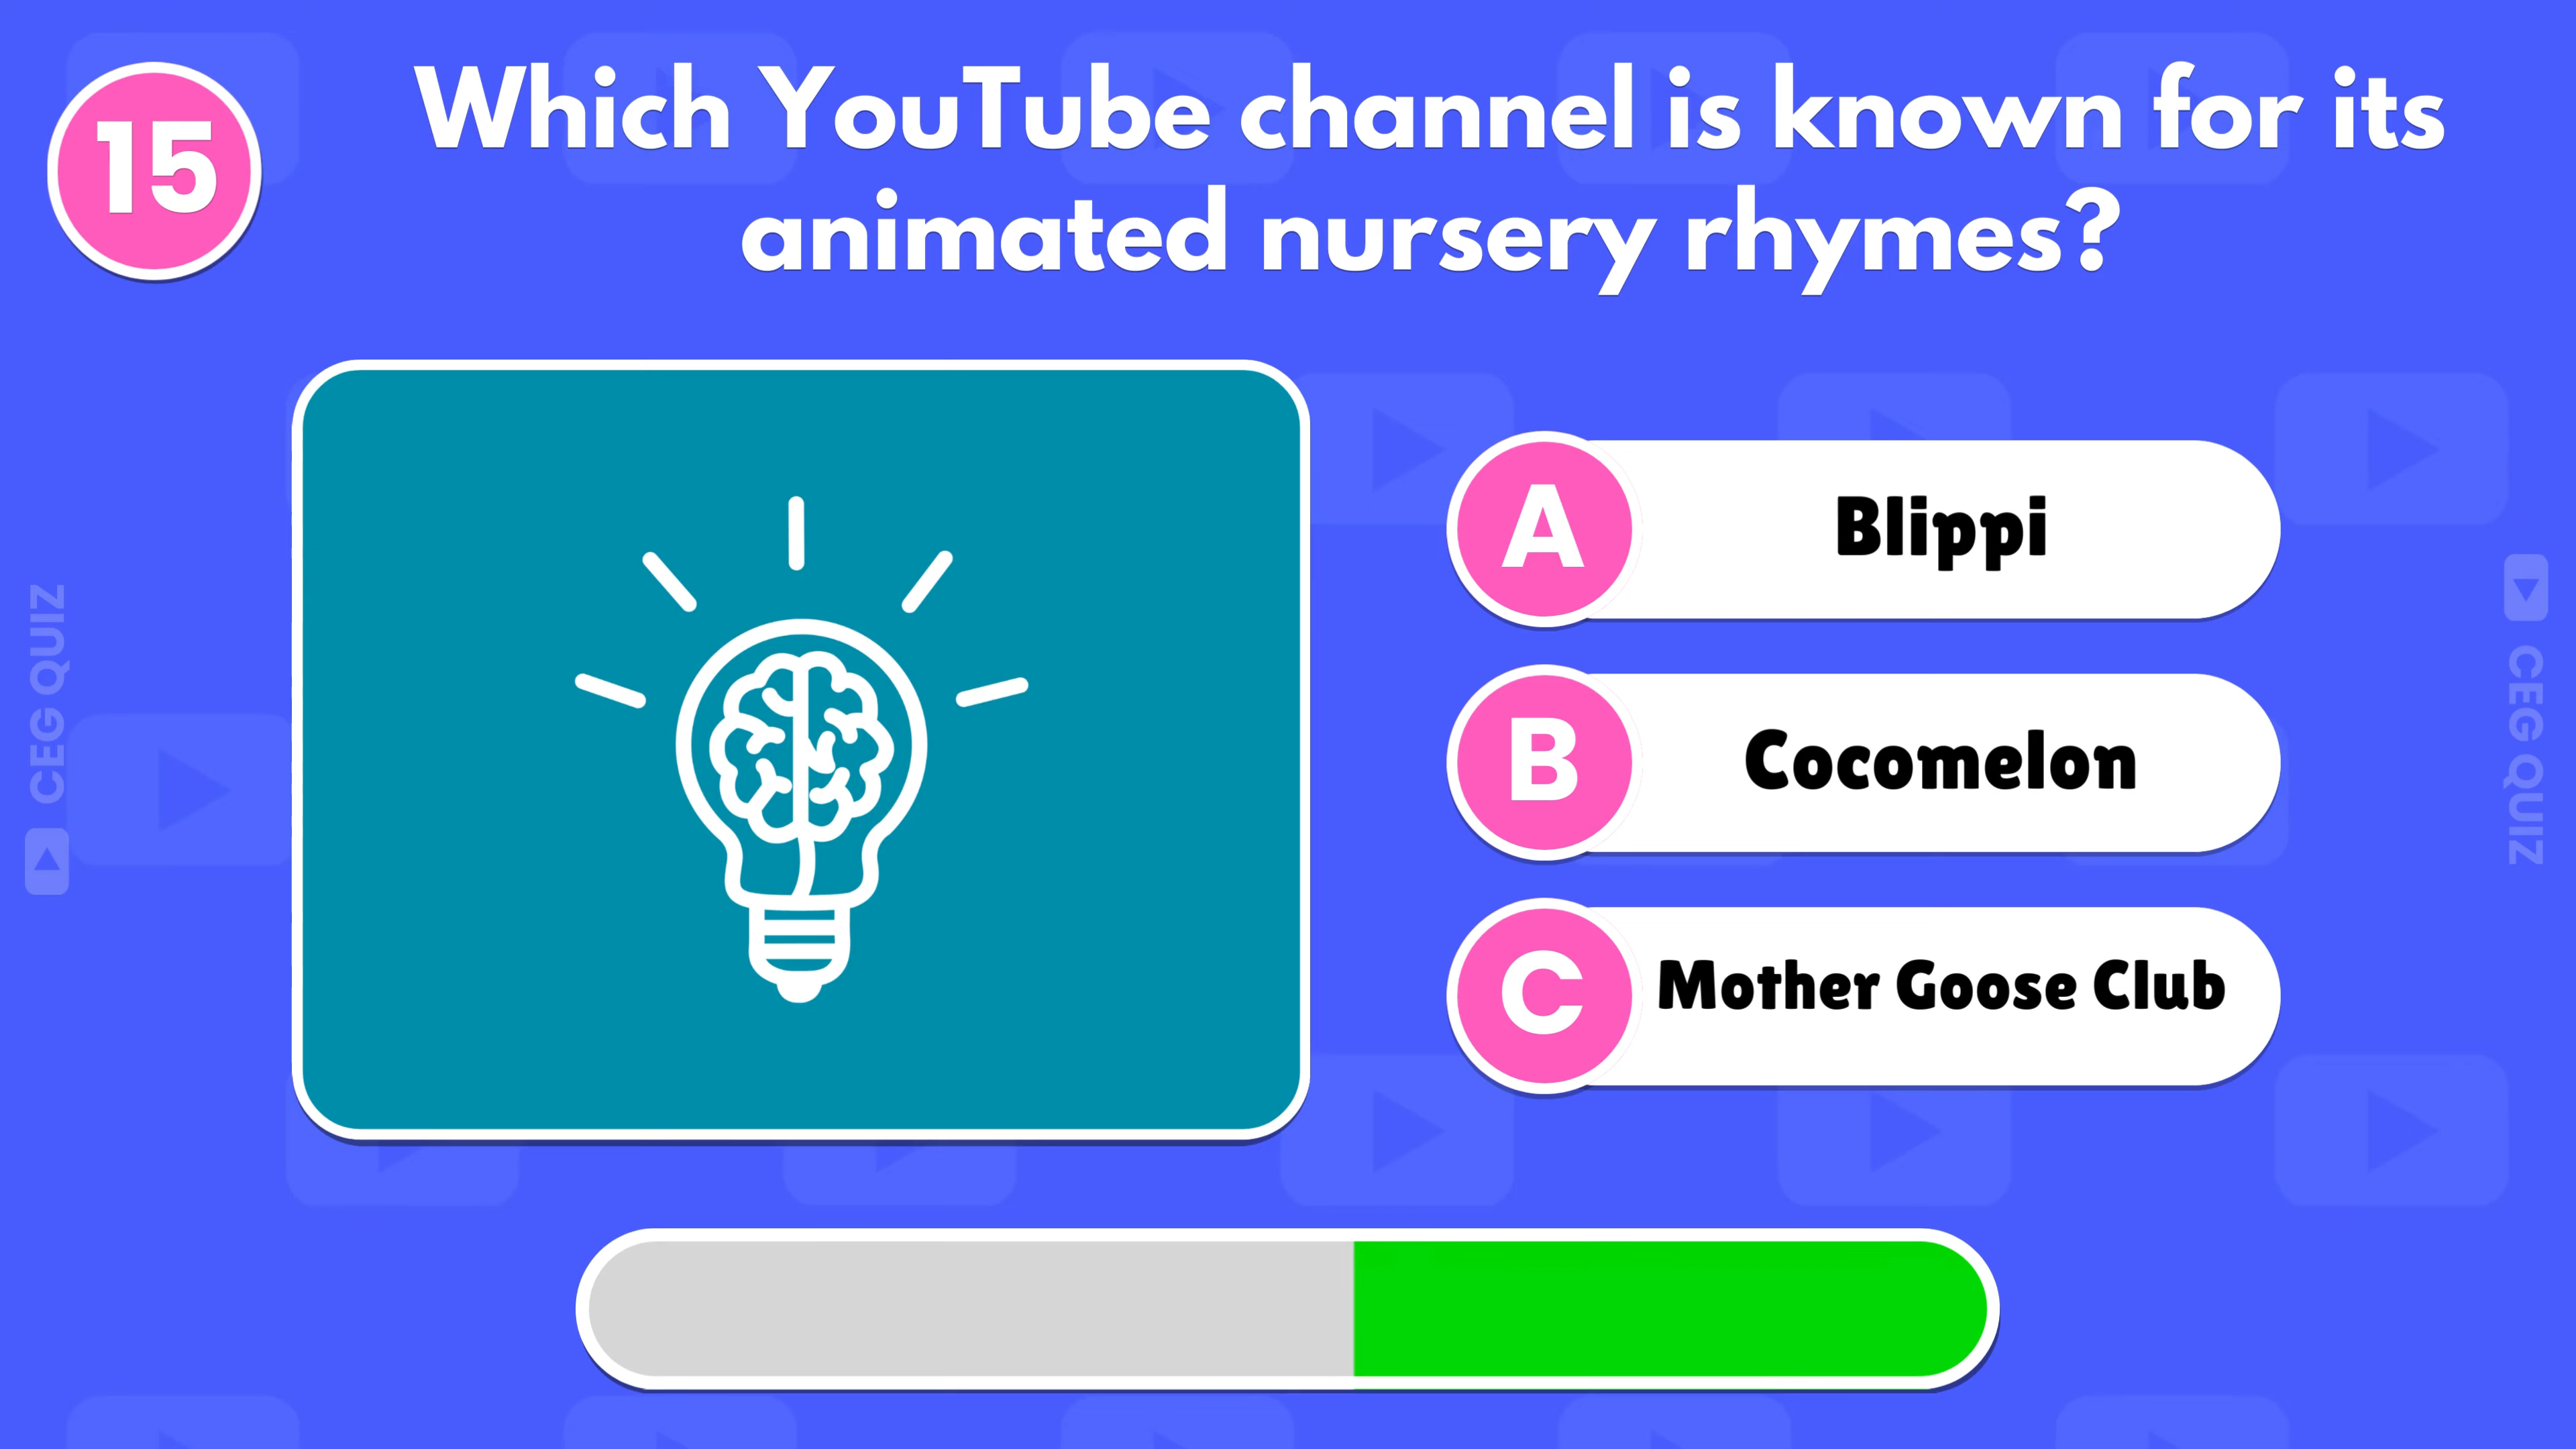 15
Which YouTube channel is known for its
animated nursery rhymes?
A
Blippi
B
Cocomelon
C
Mother Goose Club
CEG QUIZ
CEG QUIZ